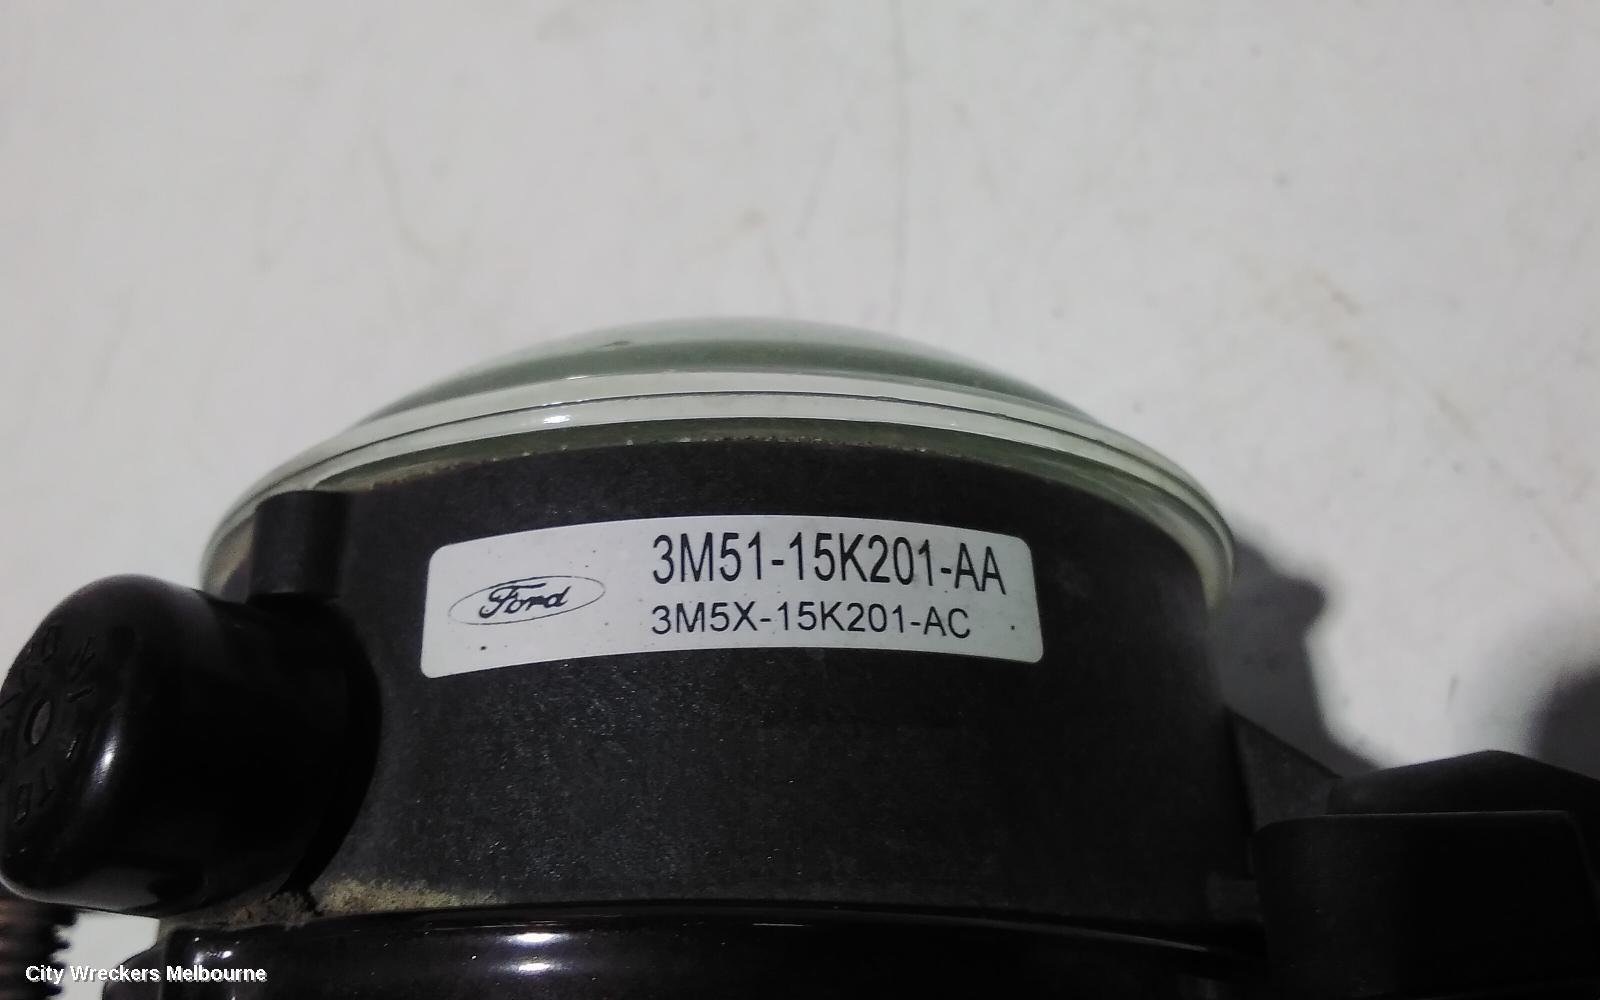 Ford
3M51-15K201-AA
3M5X-15K201-AC
City Wreckers Melbourne